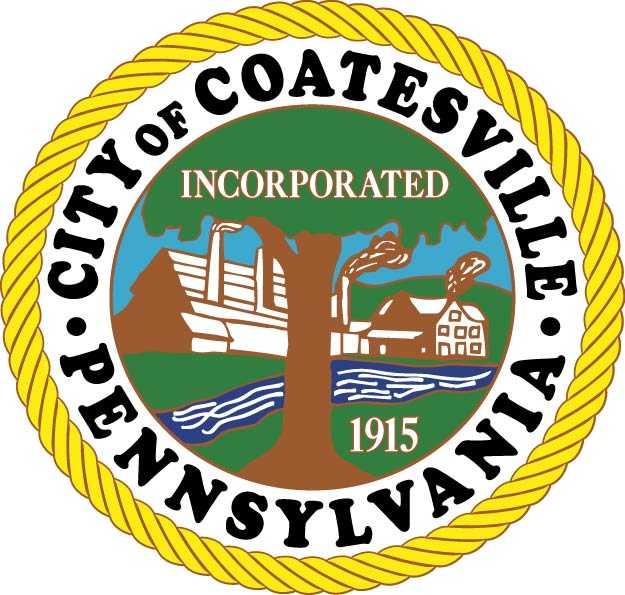 CITY OF COATESVILLE
INCORPORATED
1915
PENNSYLVANIA